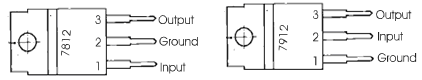 7812
3 Output
2 Ground
1 Input
7912
3 Output
2 Input
1 Ground